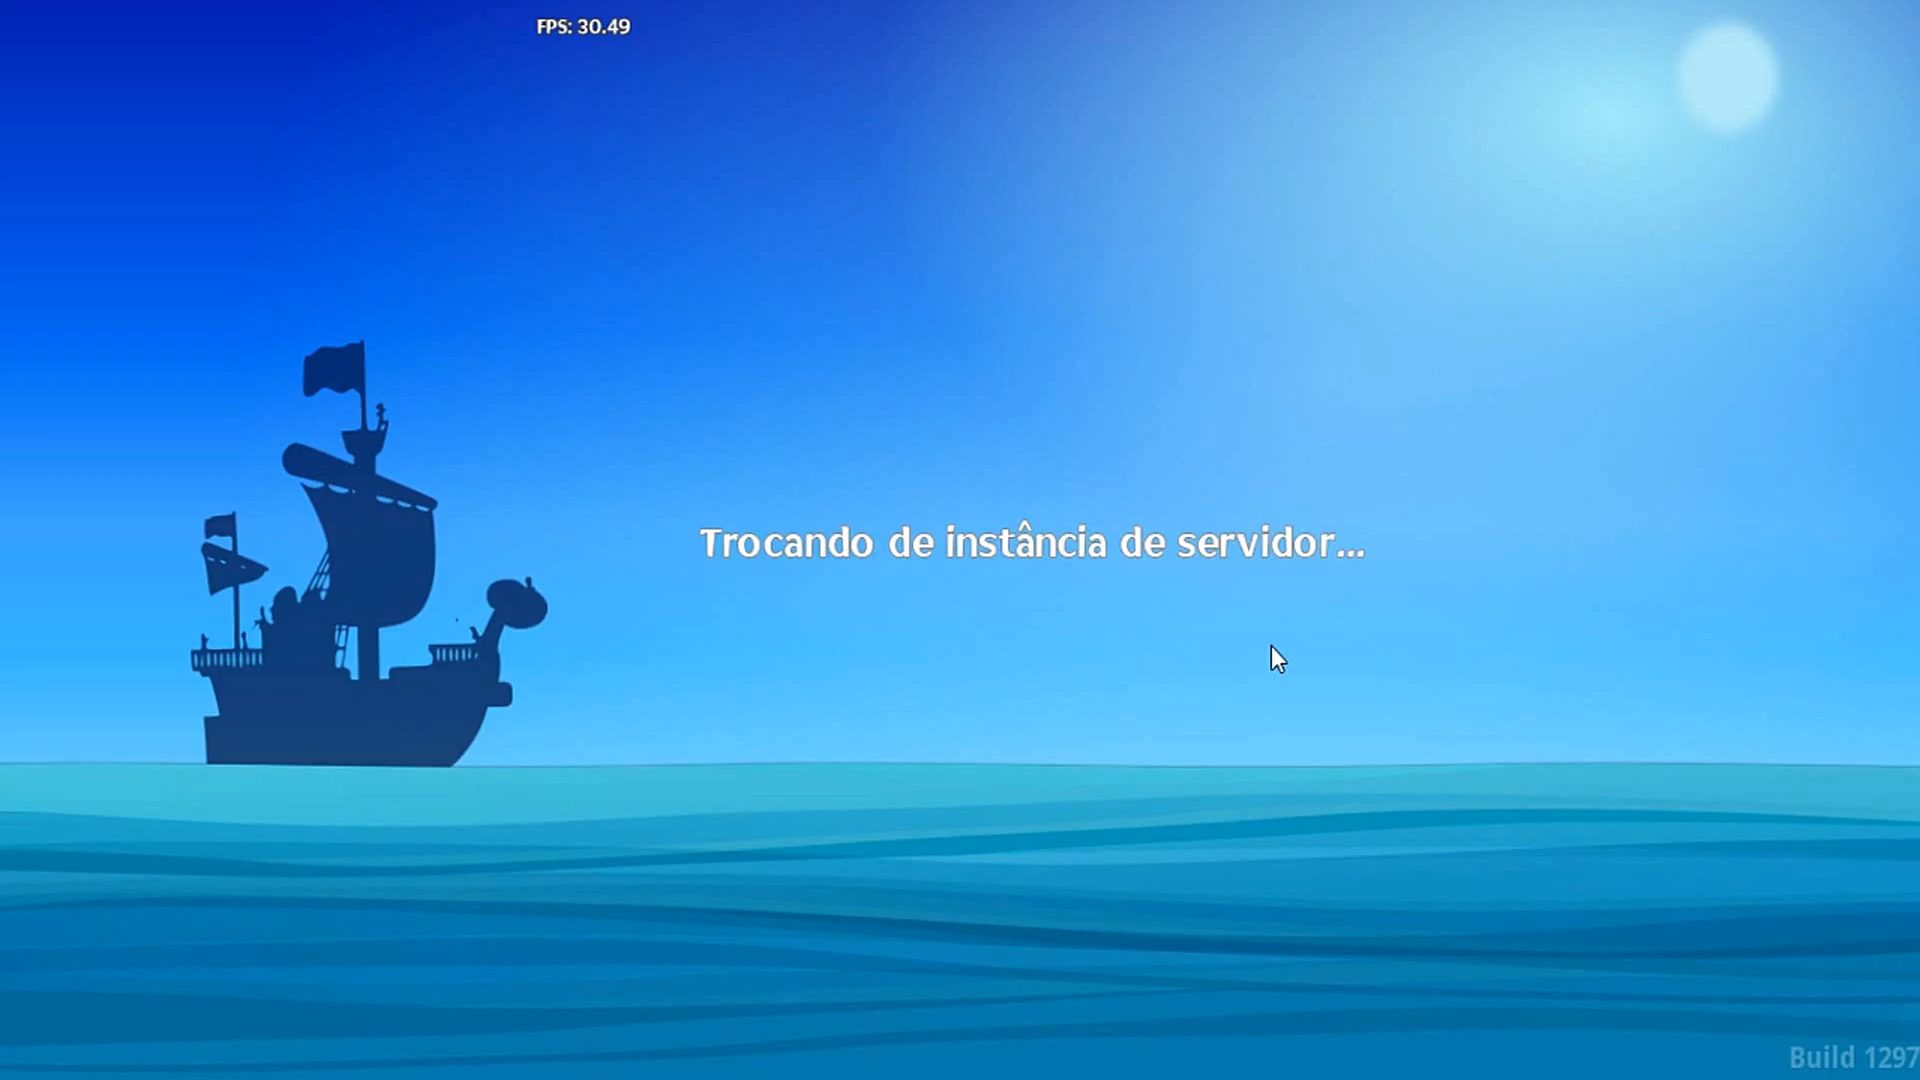 FPS: 30.49
Trocando de instância de servidor...
Build 1297